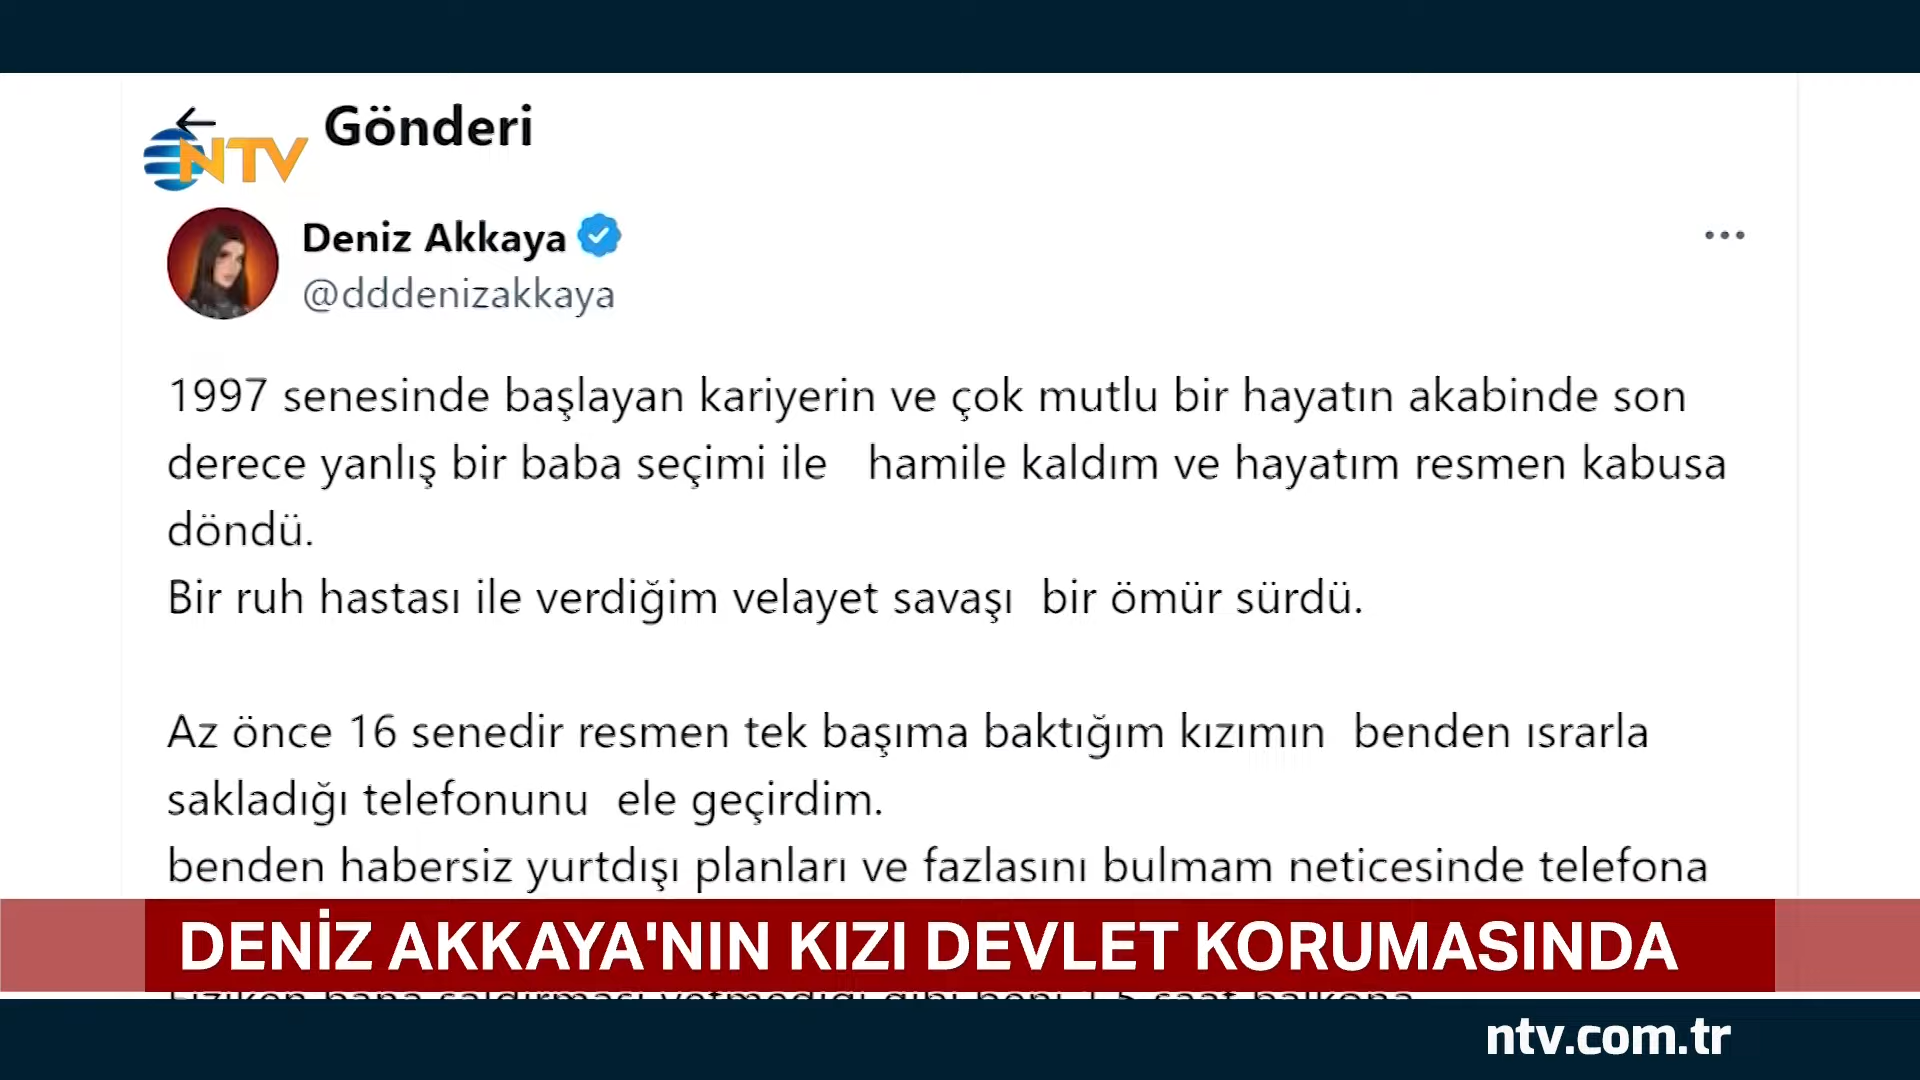 Gönderi
NTV
Deniz Akkaya
@dddenizakkaya
1997 senesinde başlayan kariyerin ve çok mutlu bir hayatın akabinde son
derece yanlış bir baba seçimi ile hamile kaldım ve hayatım resmen kabusa
döndü.
Bir ruh hastası ile verdiğim velayet savaşı bir ömür sürdü.
Az önce 16 senedir resmen tek başıma baktığım kızımın benden ısrarla
sakladığı telefonunu ele geçirdim.
benden habersiz yurtdışı planları ve fazlasını bulmam neticesinde telefona
DENİZ AKKAYA'NIN KIZI DEVLET KORUMASINDA
ntv.com.tr